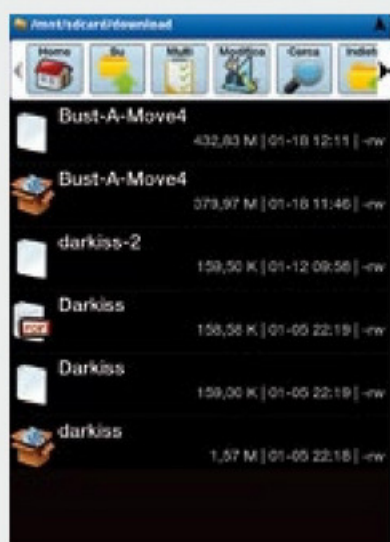 /mnt/sdcard/download
Home Su Multi Modifica Cerca Indiet
Bust-A-Move4
432,83 M | 01-18 12:11 | -rw
Bust-A-Move4
379,97 M | 01-18 11:46 | -rw
darkiss-2
159,50 K | 01-12 09:56 | -rw
Darkiss
PDF
158,58 K | 01-05 22:19 | -rw
Darkiss
159,00 K | 01-05 22:19 | -rw
darkiss
1,57 M | 01-05 22:18 | -rw